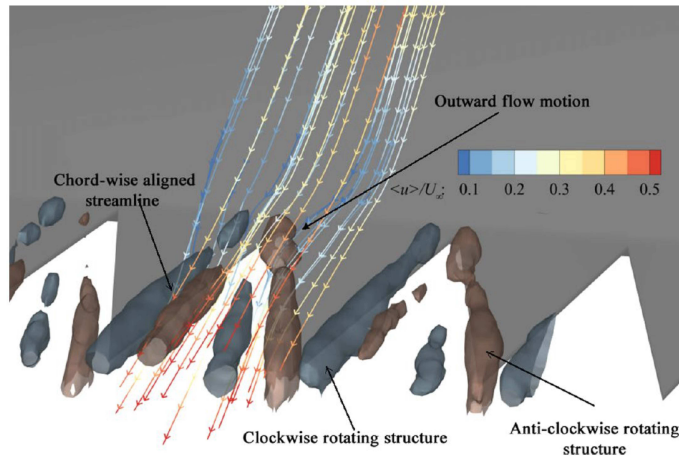 Outward flow motion
Chord-wise aligned
streamline
<u>/U∞:
0.1 0.2 0.3 0.4 0.5
Clockwise rotating structure
Anti-clockwise rotating
structure